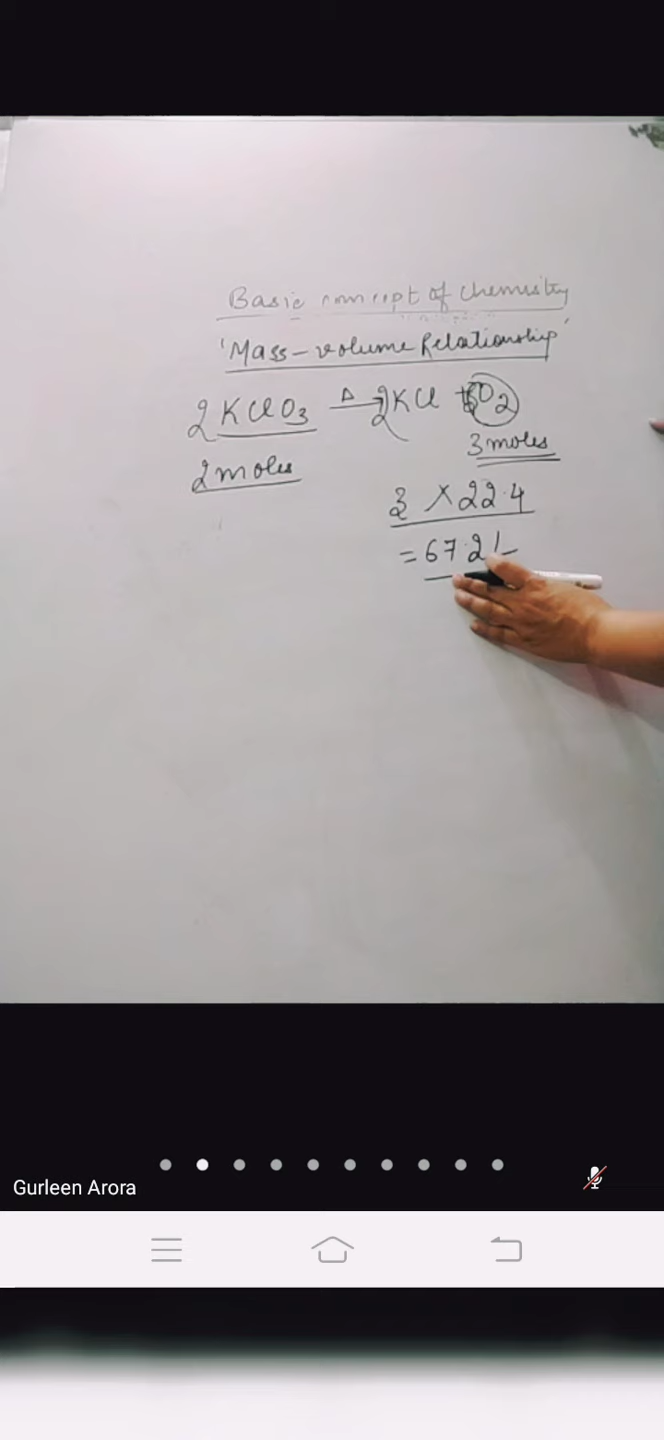 Basic concept of Chemistry
'Mass-volume Relationship'
2KClO3 Δ→ 2KCl + 3O2
2 moles
3 moles
3 × 22.4
= 67.2 L
Gurleen Arora